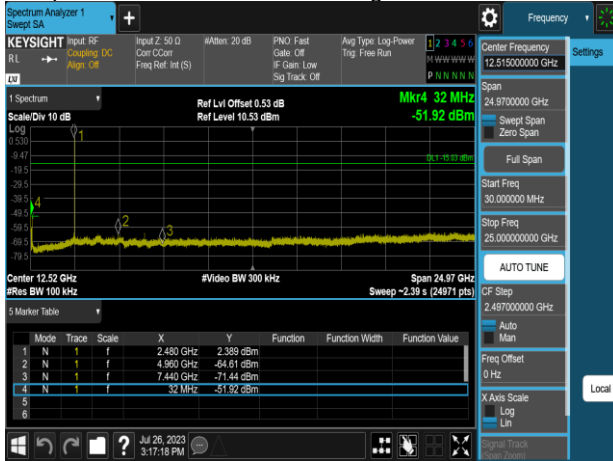 Spectrum Analyzer 1
Swept SA
+
Frequency
KEYSIGHT Input: RF
RL Coupling: DC
Align: Off
Input Z: 50 Ω
Corr CCorr
Freq Ref: Int (S)
#Atten: 20 dB
PNO: Fast
Gate: Off
IF Gain: Low
Sig Track: Off
Avg Type: Log-Power
Trig: Free Run
1 2 3 4 5 6
M W W W W W
P N N N N N
LXI
1 Spectrum
Scale/Div 10 dB
Ref Lvl Offset 0.53 dB
Ref Level 10.53 dBm
Mkr4 32 MHz
-51.92 dBm
Log
0.530
-9.47
-19.5
-29.5
-39.5
-49.5
-59.5
-69.5
-79.5
1
2
3
4
DL1 -15.03 dBm
Center 12.52 GHz #Video BW 300 kHz Span 24.97 GHz
#Res BW 100 kHz Sweep ~2.39 s (24971 pts)
5 Marker Table
Mode Trace Scale X Y Function Function Width Function Value
1 N 1 f 2.480 GHz 2.389 dBm
2 N 1 f 4.960 GHz -64.61 dBm
3 N 1 f 7.440 GHz -71.44 dBm
4 N 1 f 32 MHz -51.92 dBm
5
6
? Jul 26, 2023
3:17:18 PM
Center Frequency
12.515000000 GHz
Settings
Span
24.9700000 GHz
Swept Span
Zero Span
Full Span
Start Freq
30.000000 MHz
Stop Freq
25.000000000 GHz
AUTO TUNE
CF Step
2.497000000 GHz
Auto
Man
Freq Offset
0 Hz
Local
X Axis Scale
Log
Lin
Signal Track
(Span Zoom)